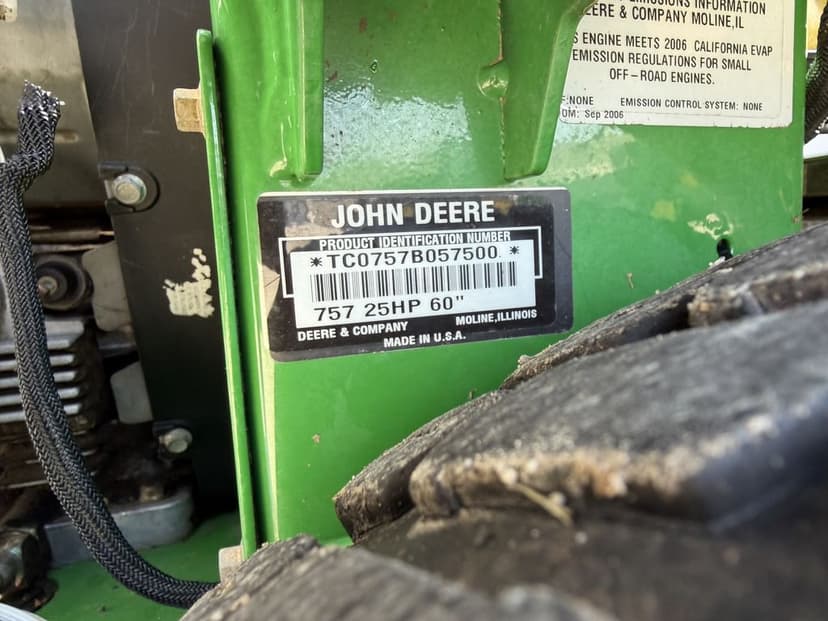 EMISSIONS INFORMATION
DEERE & COMPANY MOLINE,IL
ENGINE MEETS 2006 CALIFORNIA EVAP
EMISSION REGULATIONS FOR SMALL
OFF-ROAD ENGINES.
:NONE EMISSION CONTROL SYSTEM: NONE
OM: Sep 2006
JOHN DEERE
PRODUCT IDENTIFICATION NUMBER
*TC0757B057500 *
757 25HP 60"
DEERE & COMPANY MOLINE,ILLINOIS
MADE IN U.S.A.